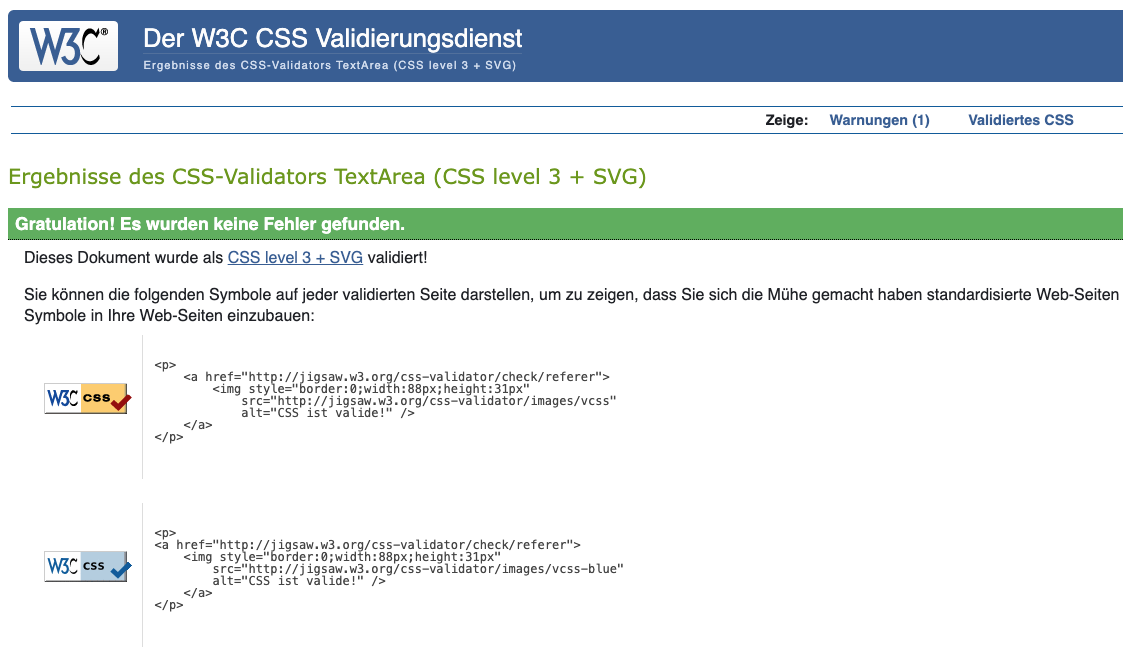 W3C®
Der W3C CSS Validierungsdienst
Ergebnisse des CSS-Validators TextArea (CSS level 3 + SVG)
Zeige: Warnungen (1) Validiertes CSS
Ergebnisse des CSS-Validators TextArea (CSS level 3 + SVG)
Gratulation! Es wurden keine Fehler gefunden.
Dieses Dokument wurde als CSS level 3 + SVG validiert!
Sie können die folgenden Symbole auf jeder validierten Seite darstellen, um zu zeigen, dass Sie sich die Mühe gemacht haben standardisierte Web-Seiten
Symbole in Ihre Web-Seiten einzubauen:
W3C css
<p>
<a href="http://jigsaw.w3.org/css-validator/check/referer">
<img style="border:0;width:88px;height:31px"
src="http://jigsaw.w3.org/css-validator/images/vcss"
alt="CSS ist valide!" />
</a>
</p>
W3C css
<p>
<a href="http://jigsaw.w3.org/css-validator/check/referer">
<img style="border:0;width:88px;height:31px"
src="http://jigsaw.w3.org/css-validator/images/vcss-blue"
alt="CSS ist valide!" />
</a>
</p>